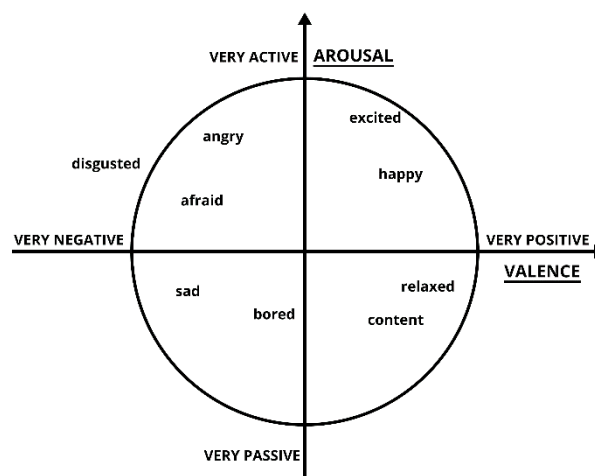 VERY ACTIVE
AROUSAL
excited
angry
disgusted
happy
afraid
VERY NEGATIVE
VERY POSITIVE
VALENCE
sad
relaxed
bored
content
VERY PASSIVE